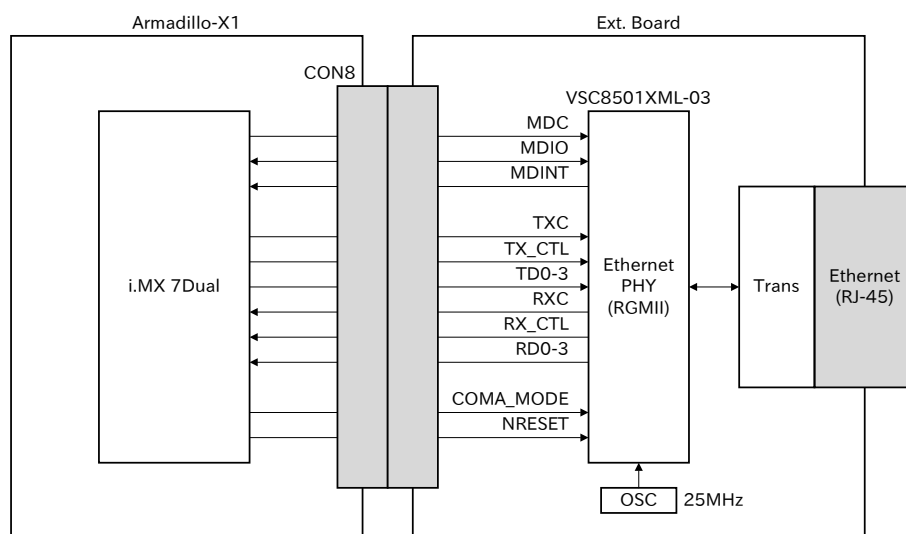 Armadillo-X1
Ext. Board
CON8
VSC8501XML-03
MDC
MDIO
MDINT
TXC
TX_CTL
TD0-3
RXC
RX_CTL
RD0-3
COMA_MODE
NRESET
i.MX 7Dual
Ethernet
PHY
(RGMII)
Trans
Ethernet
(RJ-45)
OSC
25MHz